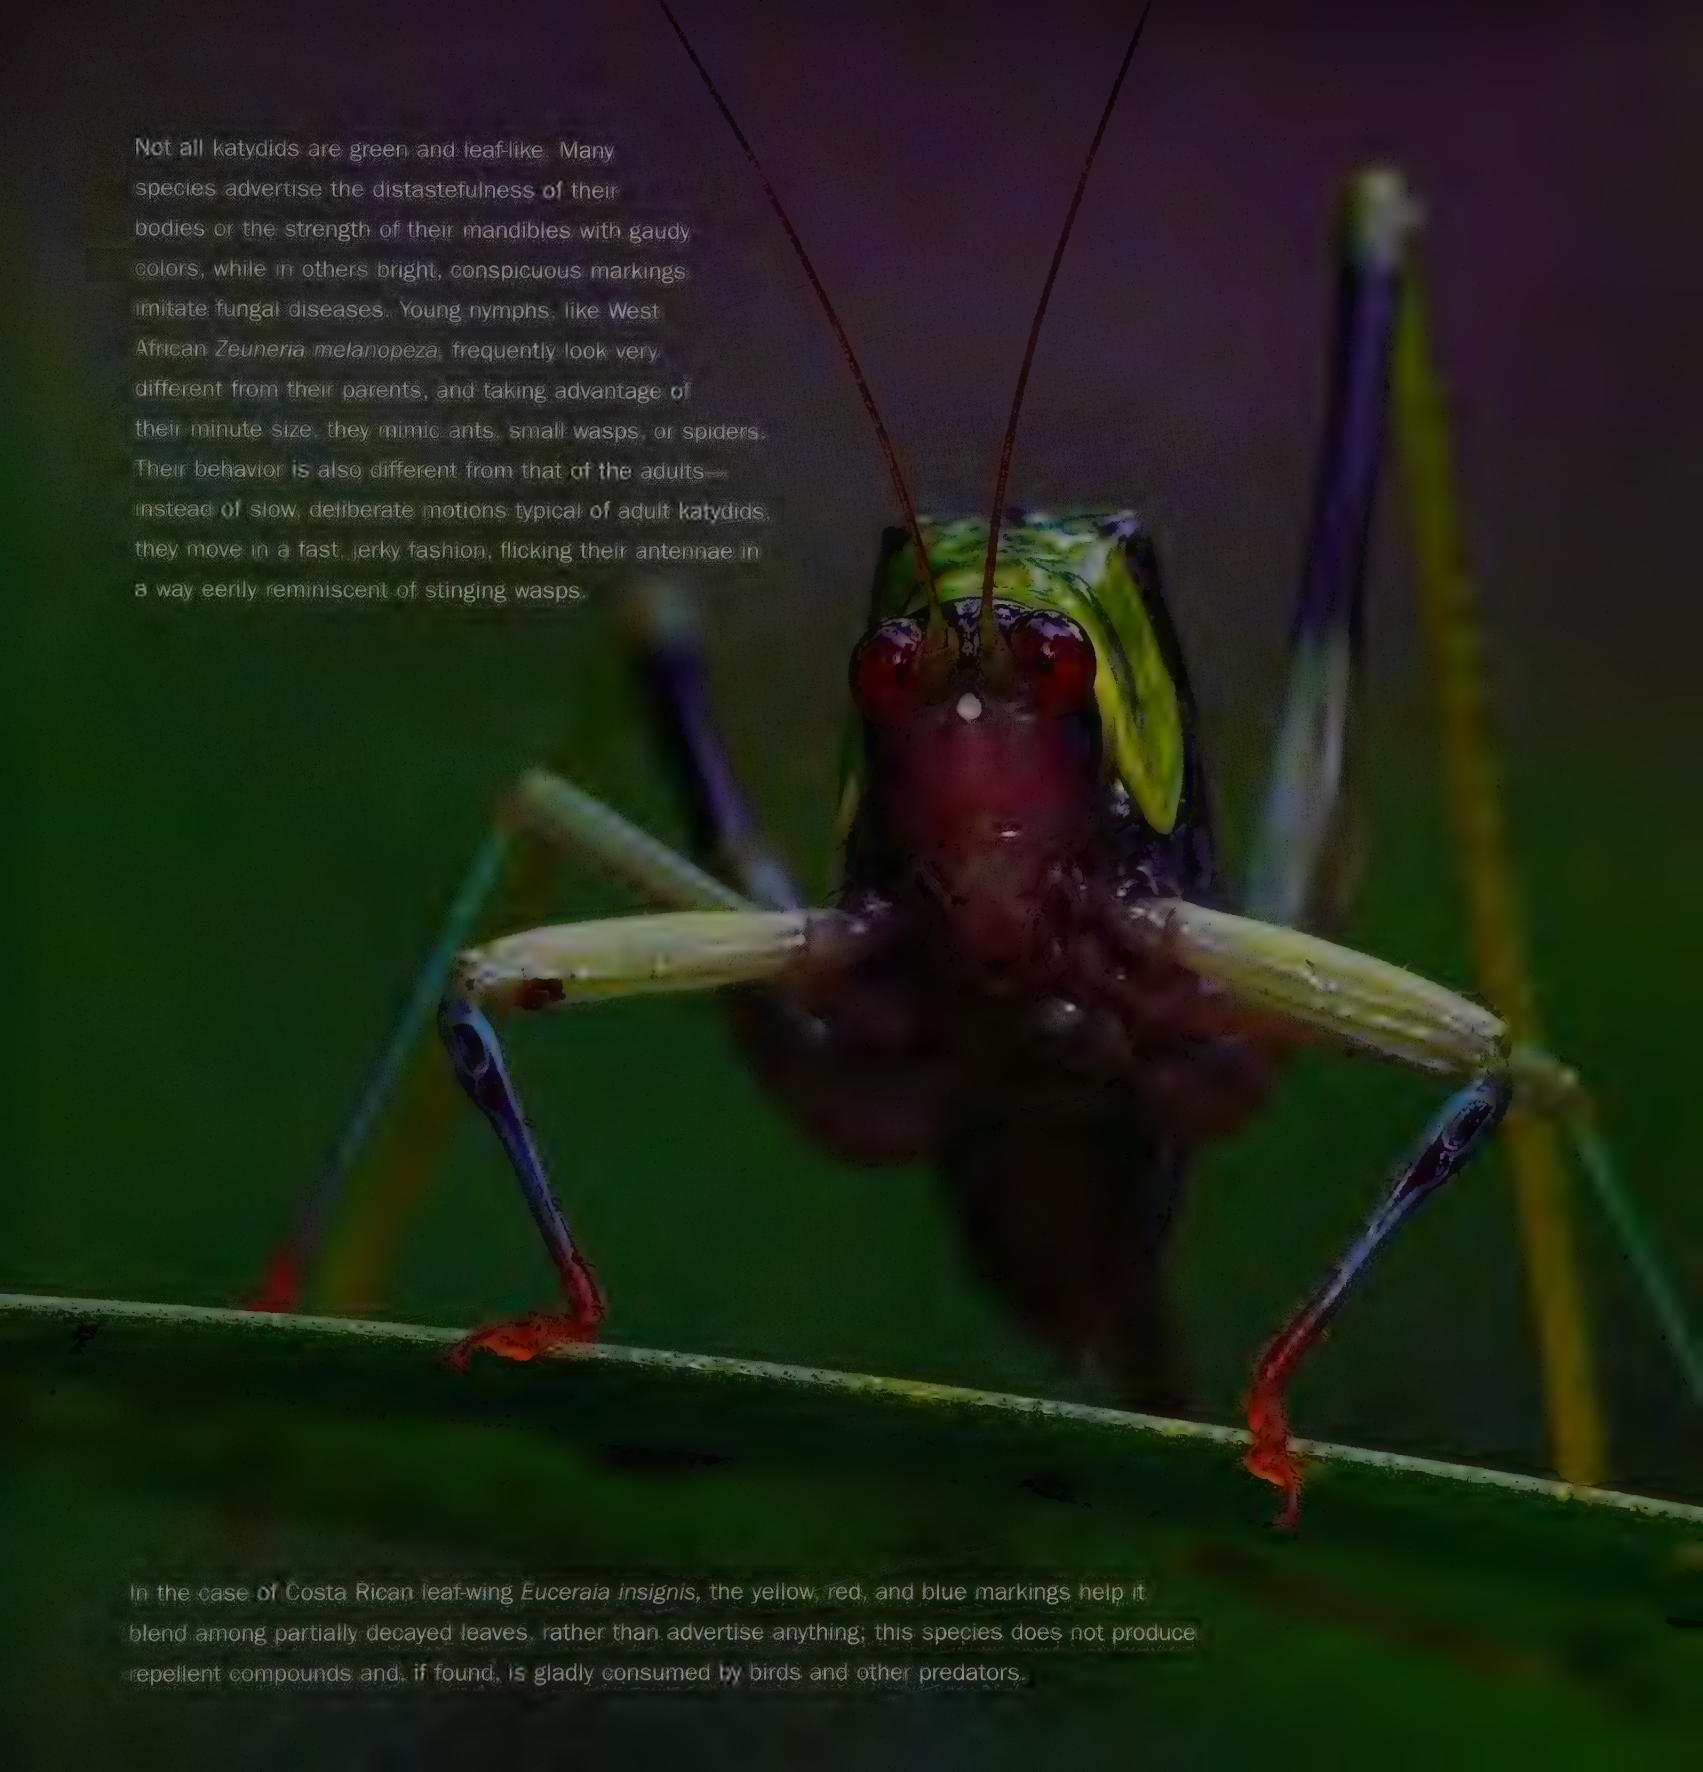 Not all katydids are green and leaf-like. Many
species advertise the distastefulness of their
bodies or the strength of their mandibles with gaudy
colors, while in others bright, conspicuous markings
imitate fungal diseases. Young nymphs, like West
African Zeuneria melanopeza, frequently look very
different from their parents, and taking advantage of
their minute size, they mimic ants, small wasps, or spiders.
Their behavior is also different from that of the adults—
instead of slow, deliberate motions typical of adult katydids,
they move in a fast, jerky fashion, flicking their antennae in
a way eerily reminiscent of stinging wasps.
In the case of Costa Rican leaf-wing Euceraia insignis, the yellow, red, and blue markings help it
blend among partially decayed leaves, rather than advertise anything; this species does not produce
repellent compounds and, if found, is gladly consumed by birds and other predators.